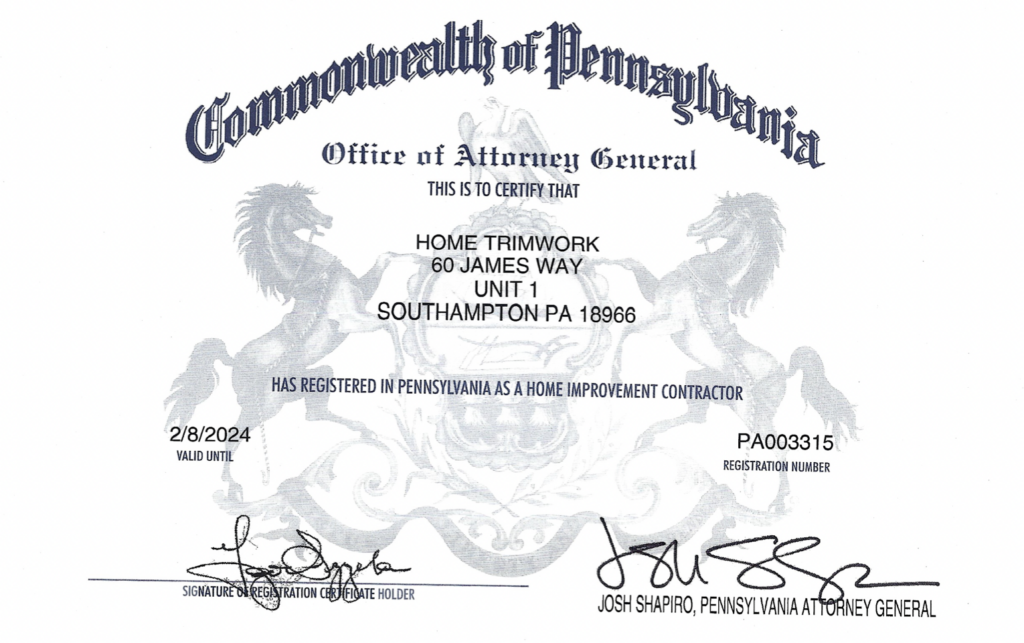 Commonwealth of Pennsylvania
Office of Attorney General
THIS IS TO CERTIFY THAT
HOME TRIMWORK
60 JAMES WAY
UNIT 1
SOUTHAMPTON PA 18966
HAS REGISTERED IN PENNSYLVANIA AS A HOME IMPROVEMENT CONTRACTOR
2/8/2024
VALID UNTIL
PA003315
REGISTRATION NUMBER
SIGNATURE OF REGISTRATION CERTIFICATE HOLDER
JOSH SHAPIRO, PENNSYLVANIA ATTORNEY GENERAL